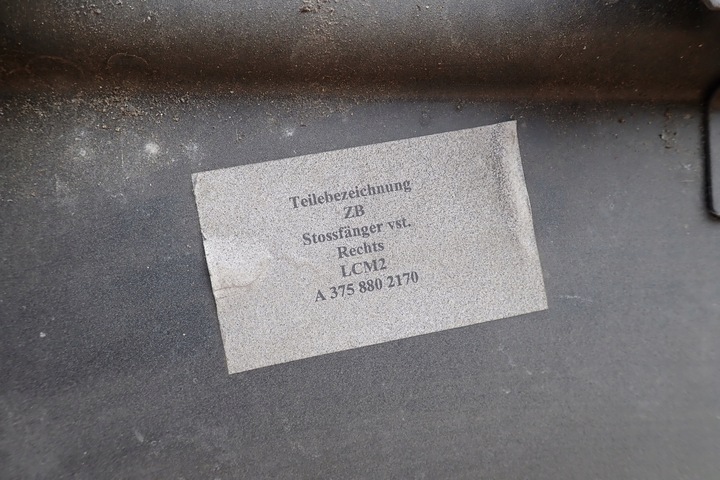 Teilebezeichnung
ZB
Stossfänger vst.
Rechts
LCM2
A 375 880 2170